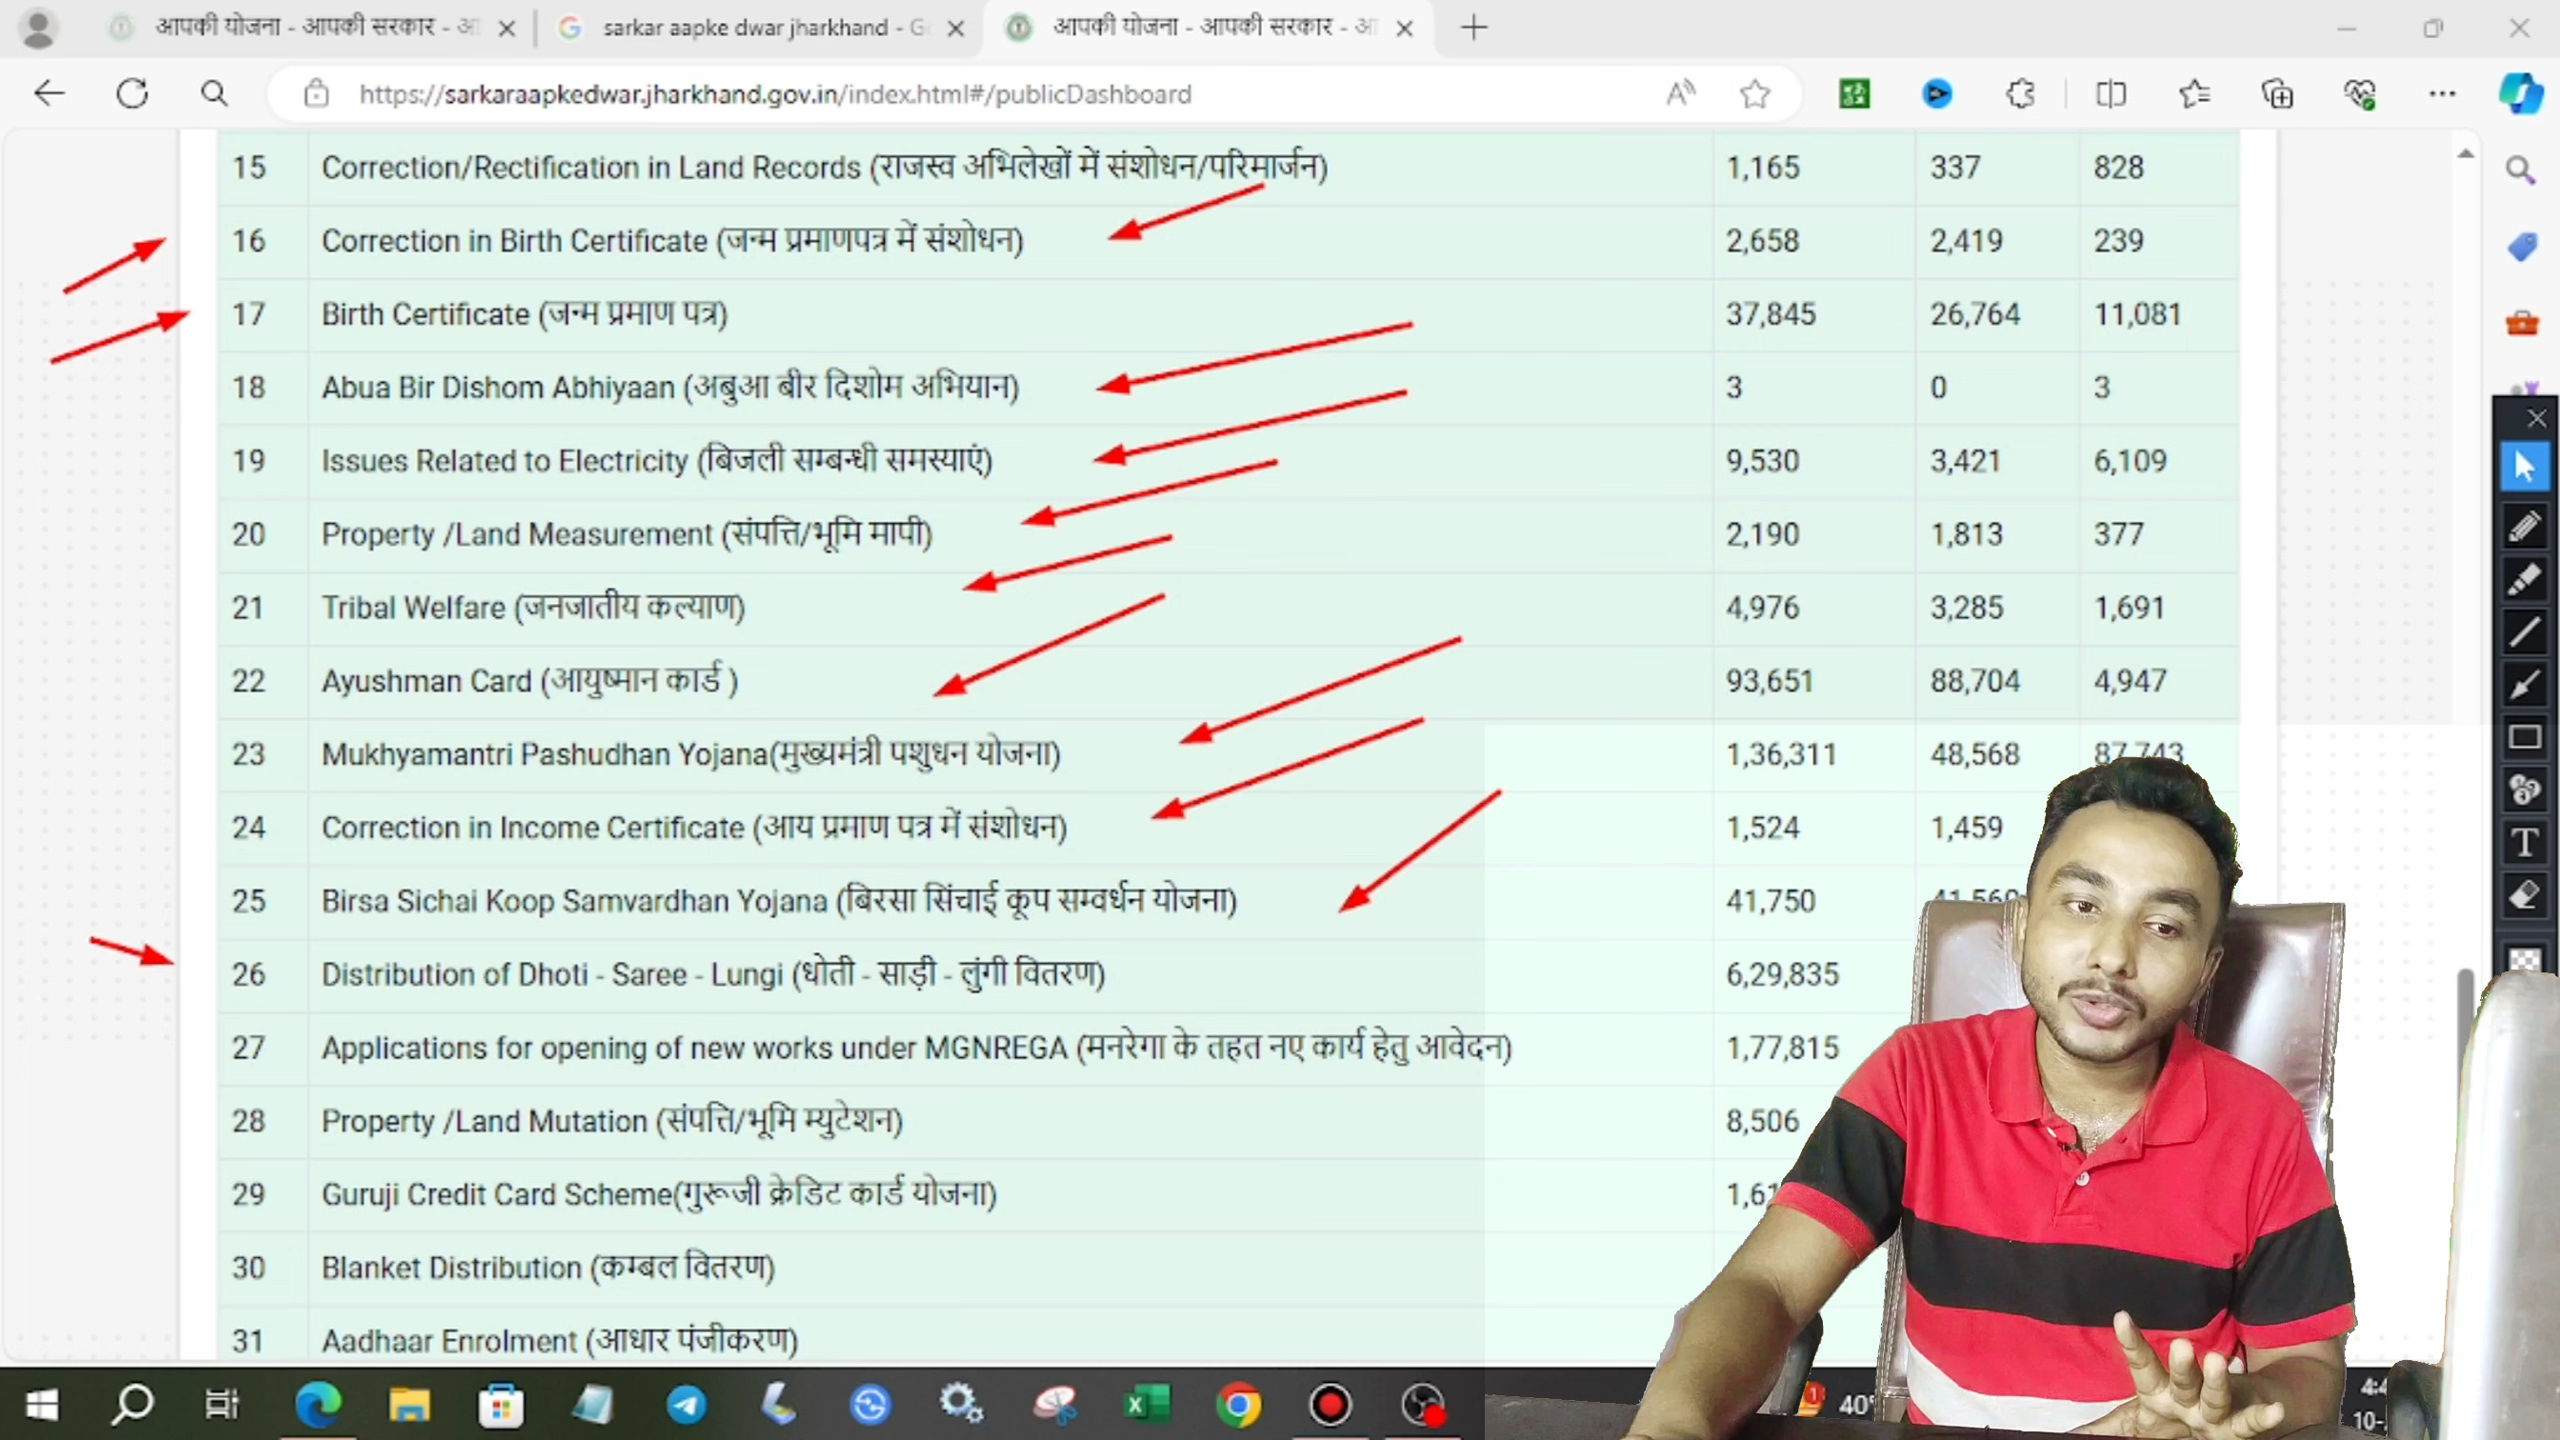 आपकी योजना - आपकी सरकार -
sarkar aapke dwar jharkhand -
आपकी योजना - आपकी सरकार -
https://sarkaraapkedwar.jharkhand.gov.in/index.html#/publicDashboard
15 Correction/Rectification in Land Records (राजस्व अभिलेखों में संशोधन/परिमार्जन) 1,165 337 828
16 Correction in Birth Certificate (जन्म प्रमाणपत्र में संशोधन) 2,658 2,419 239
17 Birth Certificate (जन्म प्रमाण पत्र) 37,845 26,764 11,081
18 Abua Bir Dishom Abhiyaan (अबुआ बीर दिशोम अभियान) 3 0 3
19 Issues Related to Electricity (बिजली सम्बन्धी समस्याएं) 9,530 3,421 6,109
20 Property /Land Measurement (संपत्ति/भूमि मापी) 2,190 1,813 377
21 Tribal Welfare (जनजातीय कल्याण) 4,976 3,285 1,691
22 Ayushman Card (आयुष्मान कार्ड ) 93,651 88,704 4,947
23 Mukhyamantri Pashudhan Yojana(मुख्यमंत्री पशुधन योजना) 1,36,311 48,568 87,743
24 Correction in Income Certificate (आय प्रमाण पत्र में संशोधन) 1,524 1,459
25 Birsa Sichai Koop Samvardhan Yojana (बिरसा सिंचाई कूप सम्वर्धन योजना) 41,750
26 Distribution of Dhoti - Saree - Lungi (धोती - साड़ी - लुंगी वितरण) 6,29,835
27 Applications for opening of new works under MGNREGA (मनरेगा के तहत नए कार्य हेतु आवेदन) 1,77,815
28 Property /Land Mutation (संपत्ति/भूमि म्युटेशन) 8,506
29 Guruji Credit Card Scheme(गुरूजी क्रेडिट कार्ड योजना)
30 Blanket Distribution (कम्बल वितरण)
31 Aadhaar Enrolment (आधार पंजीकरण)